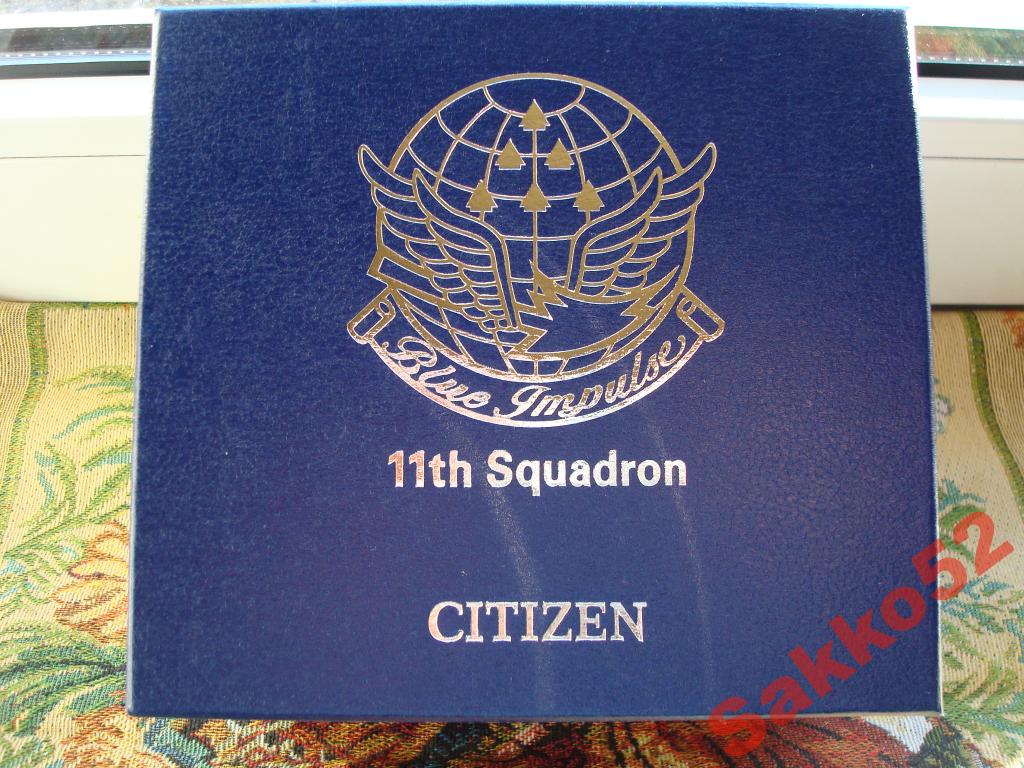 Blue Impulse
11th Squadron
CITIZEN
Sakko52